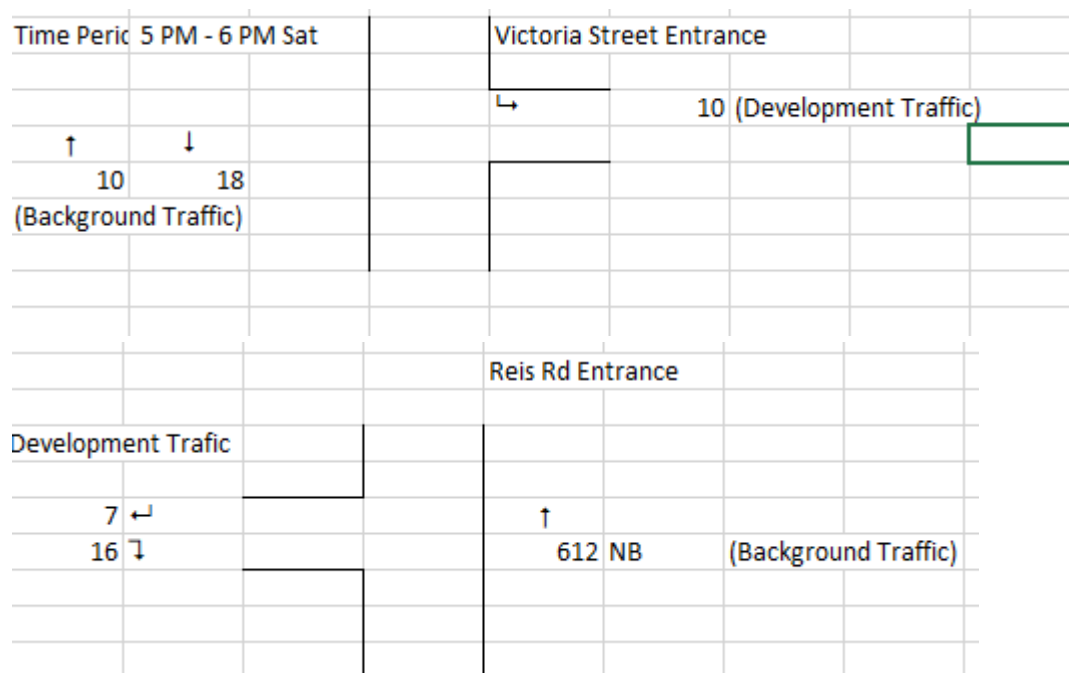 Time Peric 5 PM - 6 PM Sat
Victoria Street Entrance
↳ 10 (Development Traffic)
↑ ↓
10 18
(Background Traffic)
Reis Rd Entrance
Development Trafic
7 ↵ ↑
16 ↴ 612 NB (Background Traffic)